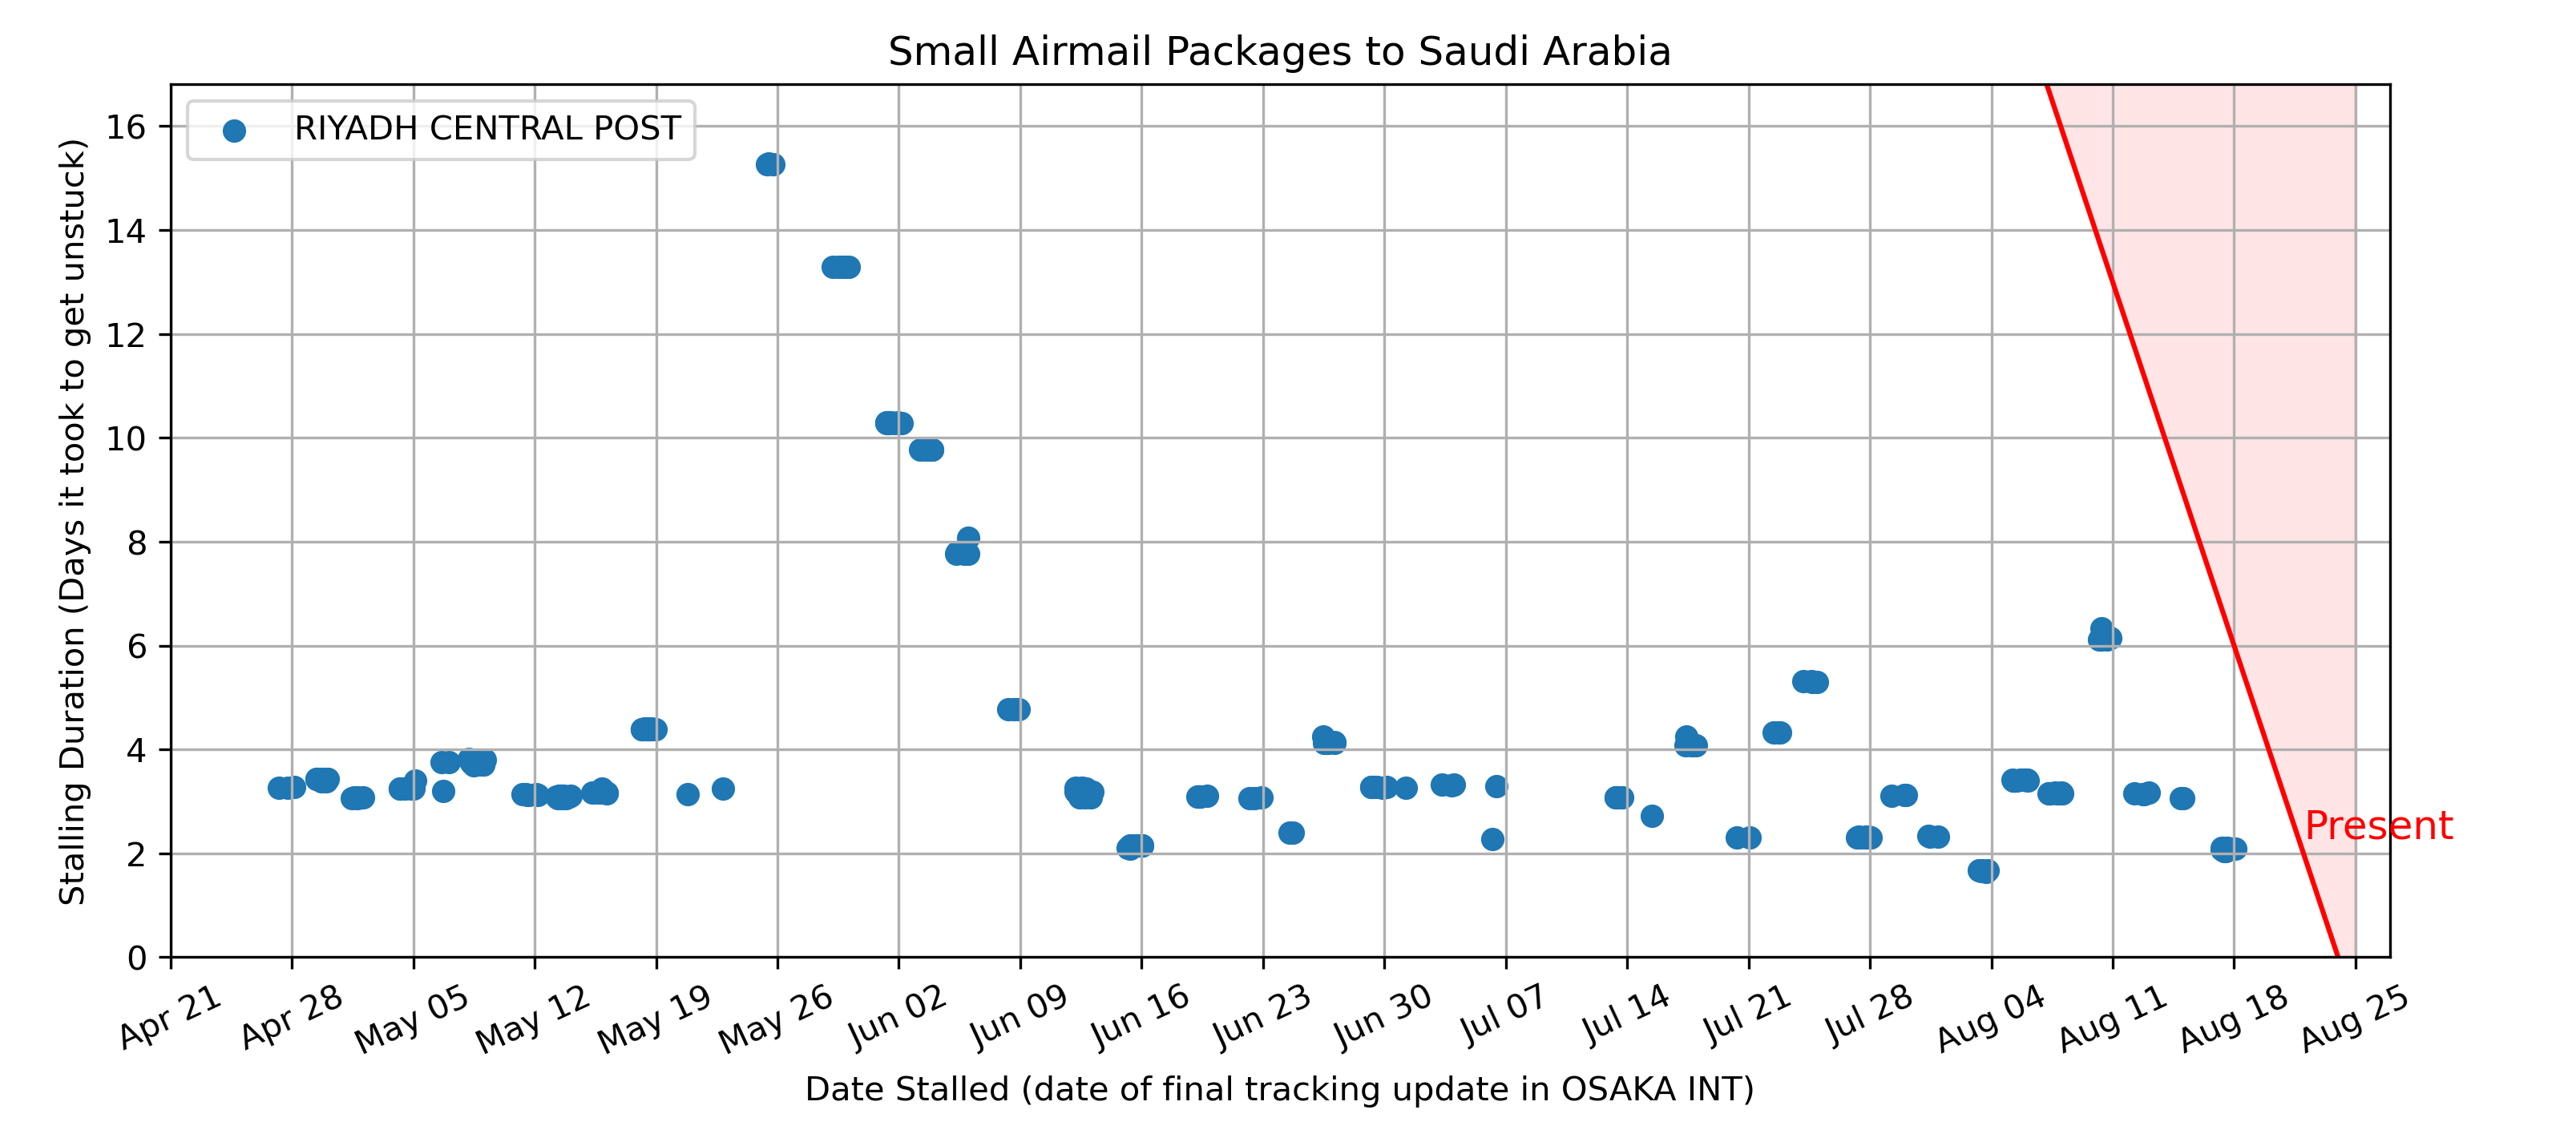 Small Airmail Packages to Saudi Arabia
RIYADH CENTRAL POST
Stalling Duration (Days it took to get unstuck)
16
14
12
10
8
6
4
2
0
Present
Apr 21
Apr 28
May 05
May 12
May 19
May 26
Jun 02
Jun 09
Jun 16
Jun 23
Jun 30
Jul 07
Jul 14
Jul 21
Jul 28
Aug 04
Aug 11
Aug 18
Aug 25
Date Stalled (date of final tracking update in OSAKA INT)